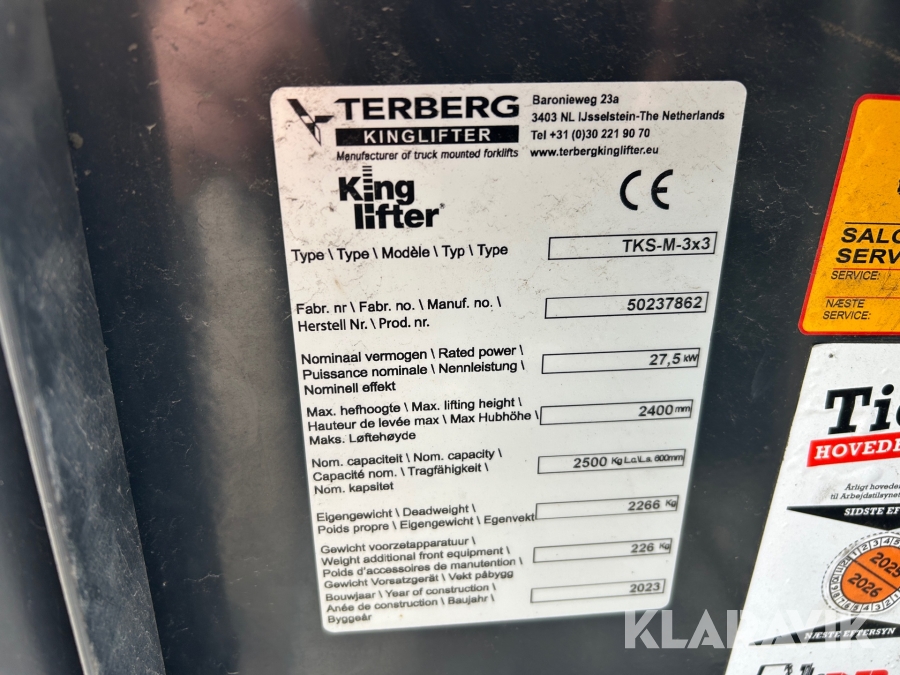 TERBERG
KINGLIFTER
Manufacturer of truck mounted forklifts
Baronieweg 23a
3403 NL IJsselstein-The Netherlands
Tel +31 (0)30 221 90 70
www.terbergkinglifter.eu
King
lifter®
CE
Type \ Type \ Modèle \ Typ \ Type
TKS-M-3x3
Fabr. nr \ Fabr. no. \ Manuf. no. \
Herstell Nr. \ Prod. nr.
50237862
Nominaal vermogen \ Rated power \
Puissance nominale \ Nennleistung \
Nominell effekt
27,5 kW
Max. hefhoogte \ Max. lifting height \
Hauteur de levée max \ Max Hubhöhe \
Maks. Løftehøyde
2400 mm
Nom. capaciteit \ Nom. capacity \
Capacité nom. \ Tragfähigkeit \
Nom. kapsitet
2500 Kg L.c\L.s. 600mm
Eigengewicht \ Deadweight \
Poids propre \ Eigengewicht \ Egenvekt
2266 Kg
Gewicht voorzetapparatuur \
Weight additional front equipment \
Poids d'accessoires de manutention \
Gewicht Vorsatzgerät \ Vekt påbygg
226 Kg
Bouwjaar \ Year of construction \
Anée de construction \ Baujahr \
Byggeår
2023
SALG
SERV
SERVICE:
NÆSTE
SERVICE:
Tie
HOVEDE
Årligt hovede
til Arbejdstilsynet
SIDSTE EF
2025
2026
NÆSTE EFTERSYN
KLARAVIK